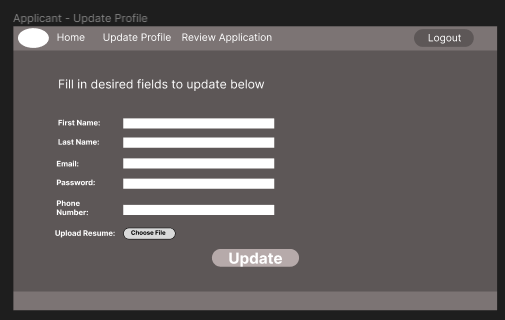 Applicant - Update Profile
Home Update Profile Review Application Logout
Fill in desired fields to update below
First Name:
Last Name:
Email:
Password:
Phone
Number:
Upload Resume: Choose File
Update